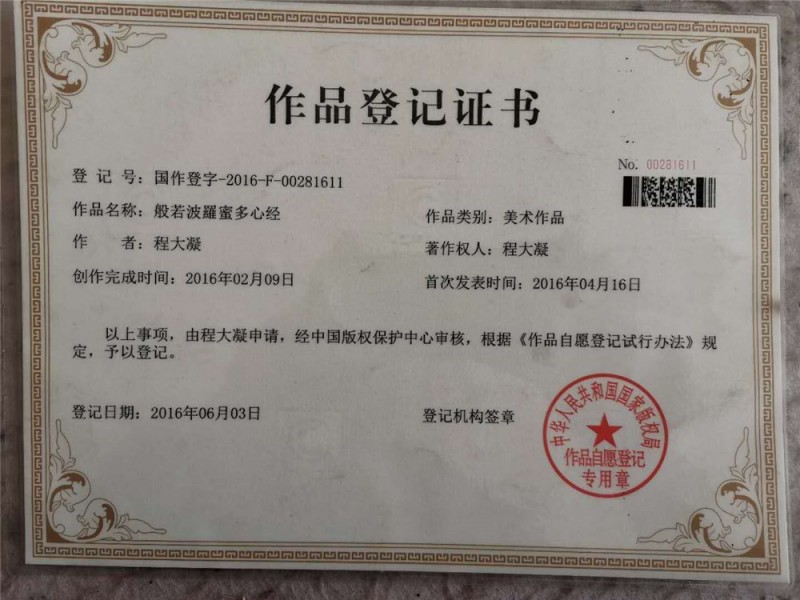 作品登记证书
No. 00281611
登 记 号：国作登字-2016-F-00281611
作品名称：般若波羅蜜多心经
作品类别：美术作品
作 者：程大凝
著作权人：程大凝
创作完成时间：2016年02月09日
首次发表时间：2016年04月16日
以上事项，由程大凝申请，经中国版权保护中心审核，根据《作品自愿登记试行办法》规
定，予以登记。
登记日期：2016年06月03日
登记机构签章
中华人民共和国国家版权局
作品自愿登记
专用章